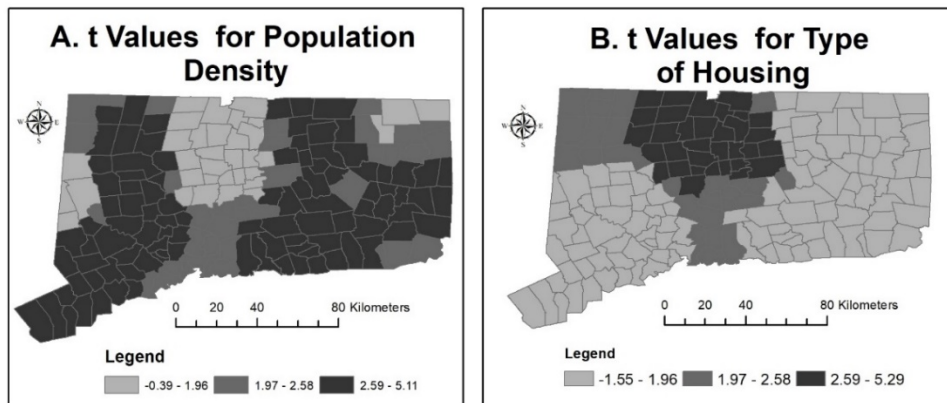 A. t Values for Population
Density
N
W E
S
0 20 40 80 Kilometers
Legend
-0.39 - 1.96 1.97 - 2.58 2.59 - 5.11
B. t Values for Type
of Housing
N
W E
S
0 20 40 80 Kilometers
Legend
-1.55 - 1.96 1.97 - 2.58 2.59 - 5.29